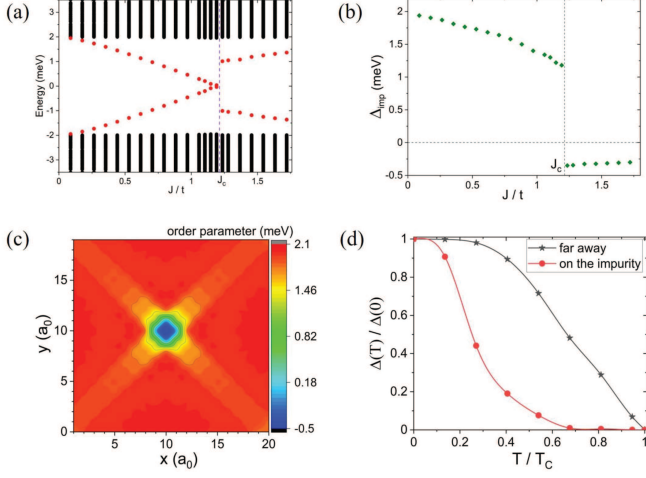 (a)
Energy (meV)
3
2
1
0
-1
-2
-3
0.0
0.5
1.0
1.5
J / t
Jc
(b)
Δimp (meV)
2
1.5
1
0.5
0
-0.5
Jc
0
0.5
1
1.5
J / t
(c)
order parameter (meV)
2.1
1.46
0.82
0.18
-0.5
y (a0)
15
10
5
0
5
10
15
20
x (a0)
(d)
far away
on the impurity
Δ(T) / Δ(0)
1
0.8
0.6
0.4
0.2
0
0
0.2
0.4
0.6
0.8
1
T / TC